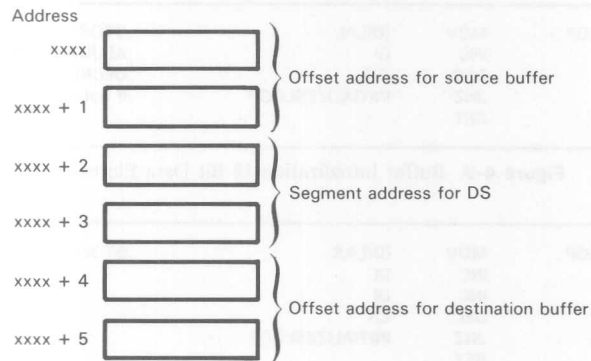 Address
xxxx
Offset address for source buffer
xxxx + 1
xxxx + 2
Segment address for DS
xxxx + 3
xxxx + 4
Offset address for destination buffer
xxxx + 5